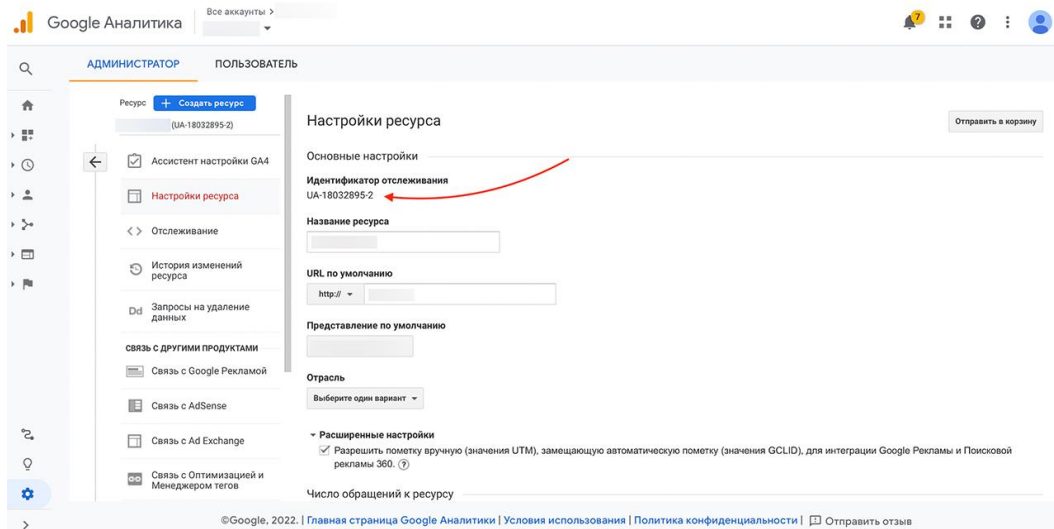 Google Аналитика
Все аккаунты >
7
АДМИНИСТРАТОР
ПОЛЬЗОВАТЕЛЬ
Ресурс
+ Создать ресурс
(UA-18032895-2)
Ассистент настройки GA4
Настройки ресурса
Отслеживание
История изменений
ресурса
Dd
Запросы на удаление
данных
СВЯЗЬ С ДРУГИМИ ПРОДУКТАМИ
Связь с Google Рекламой
Связь с AdSense
Связь с Ad Exchange
Связь с Оптимизацией и
Менеджером тегов
Настройки ресурса
Отправить в корзину
Основные настройки
Идентификатор отслеживания
UA-18032895-2
Название ресурса
URL по умолчанию
http://
Представление по умолчанию
Отрасль
Выберите один вариант
Расширенные настройки
Разрешить пометку вручную (значения UTM), замещающую автоматическую пометку (значения GCLID), для интеграции Google Рекламы и Поисковой
рекламы 360. (?)
Число обращений к ресурсу
©Google, 2022. | Главная страница Google Аналитики | Условия использования | Политика конфиденциальности | Отправить отзыв